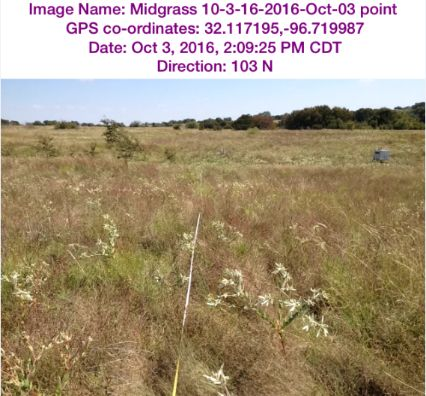 Image Name: Midgrass 10-3-16-2016-Oct-03 point
GPS co-ordinates: 32.117195,-96.719987
Date: Oct 3, 2016, 2:09:25 PM CDT
Direction: 103 N